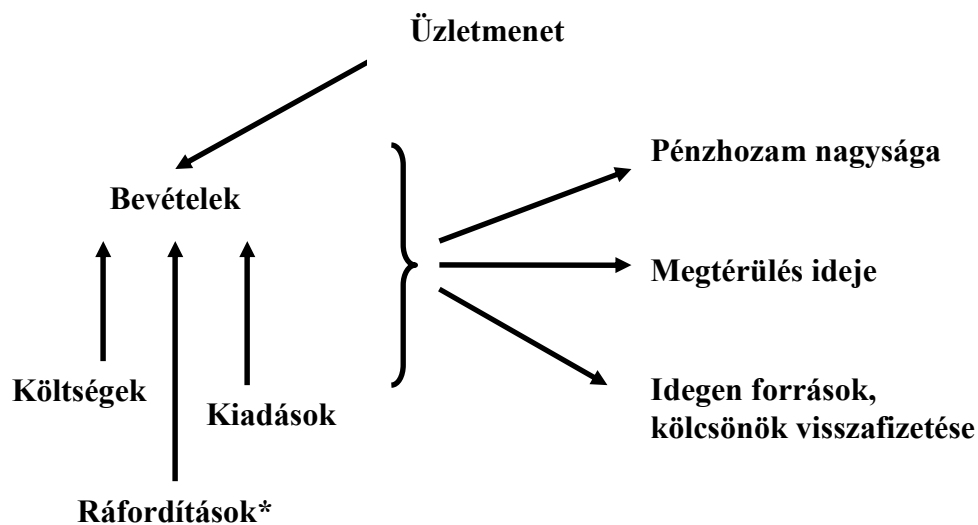 Üzletmenet
Pénzhozam nagysága
Bevételek
Megtérülés ideje
Költségek
Kiadások
Idegen források,
kölcsönök visszafizetése
Ráfordítások*